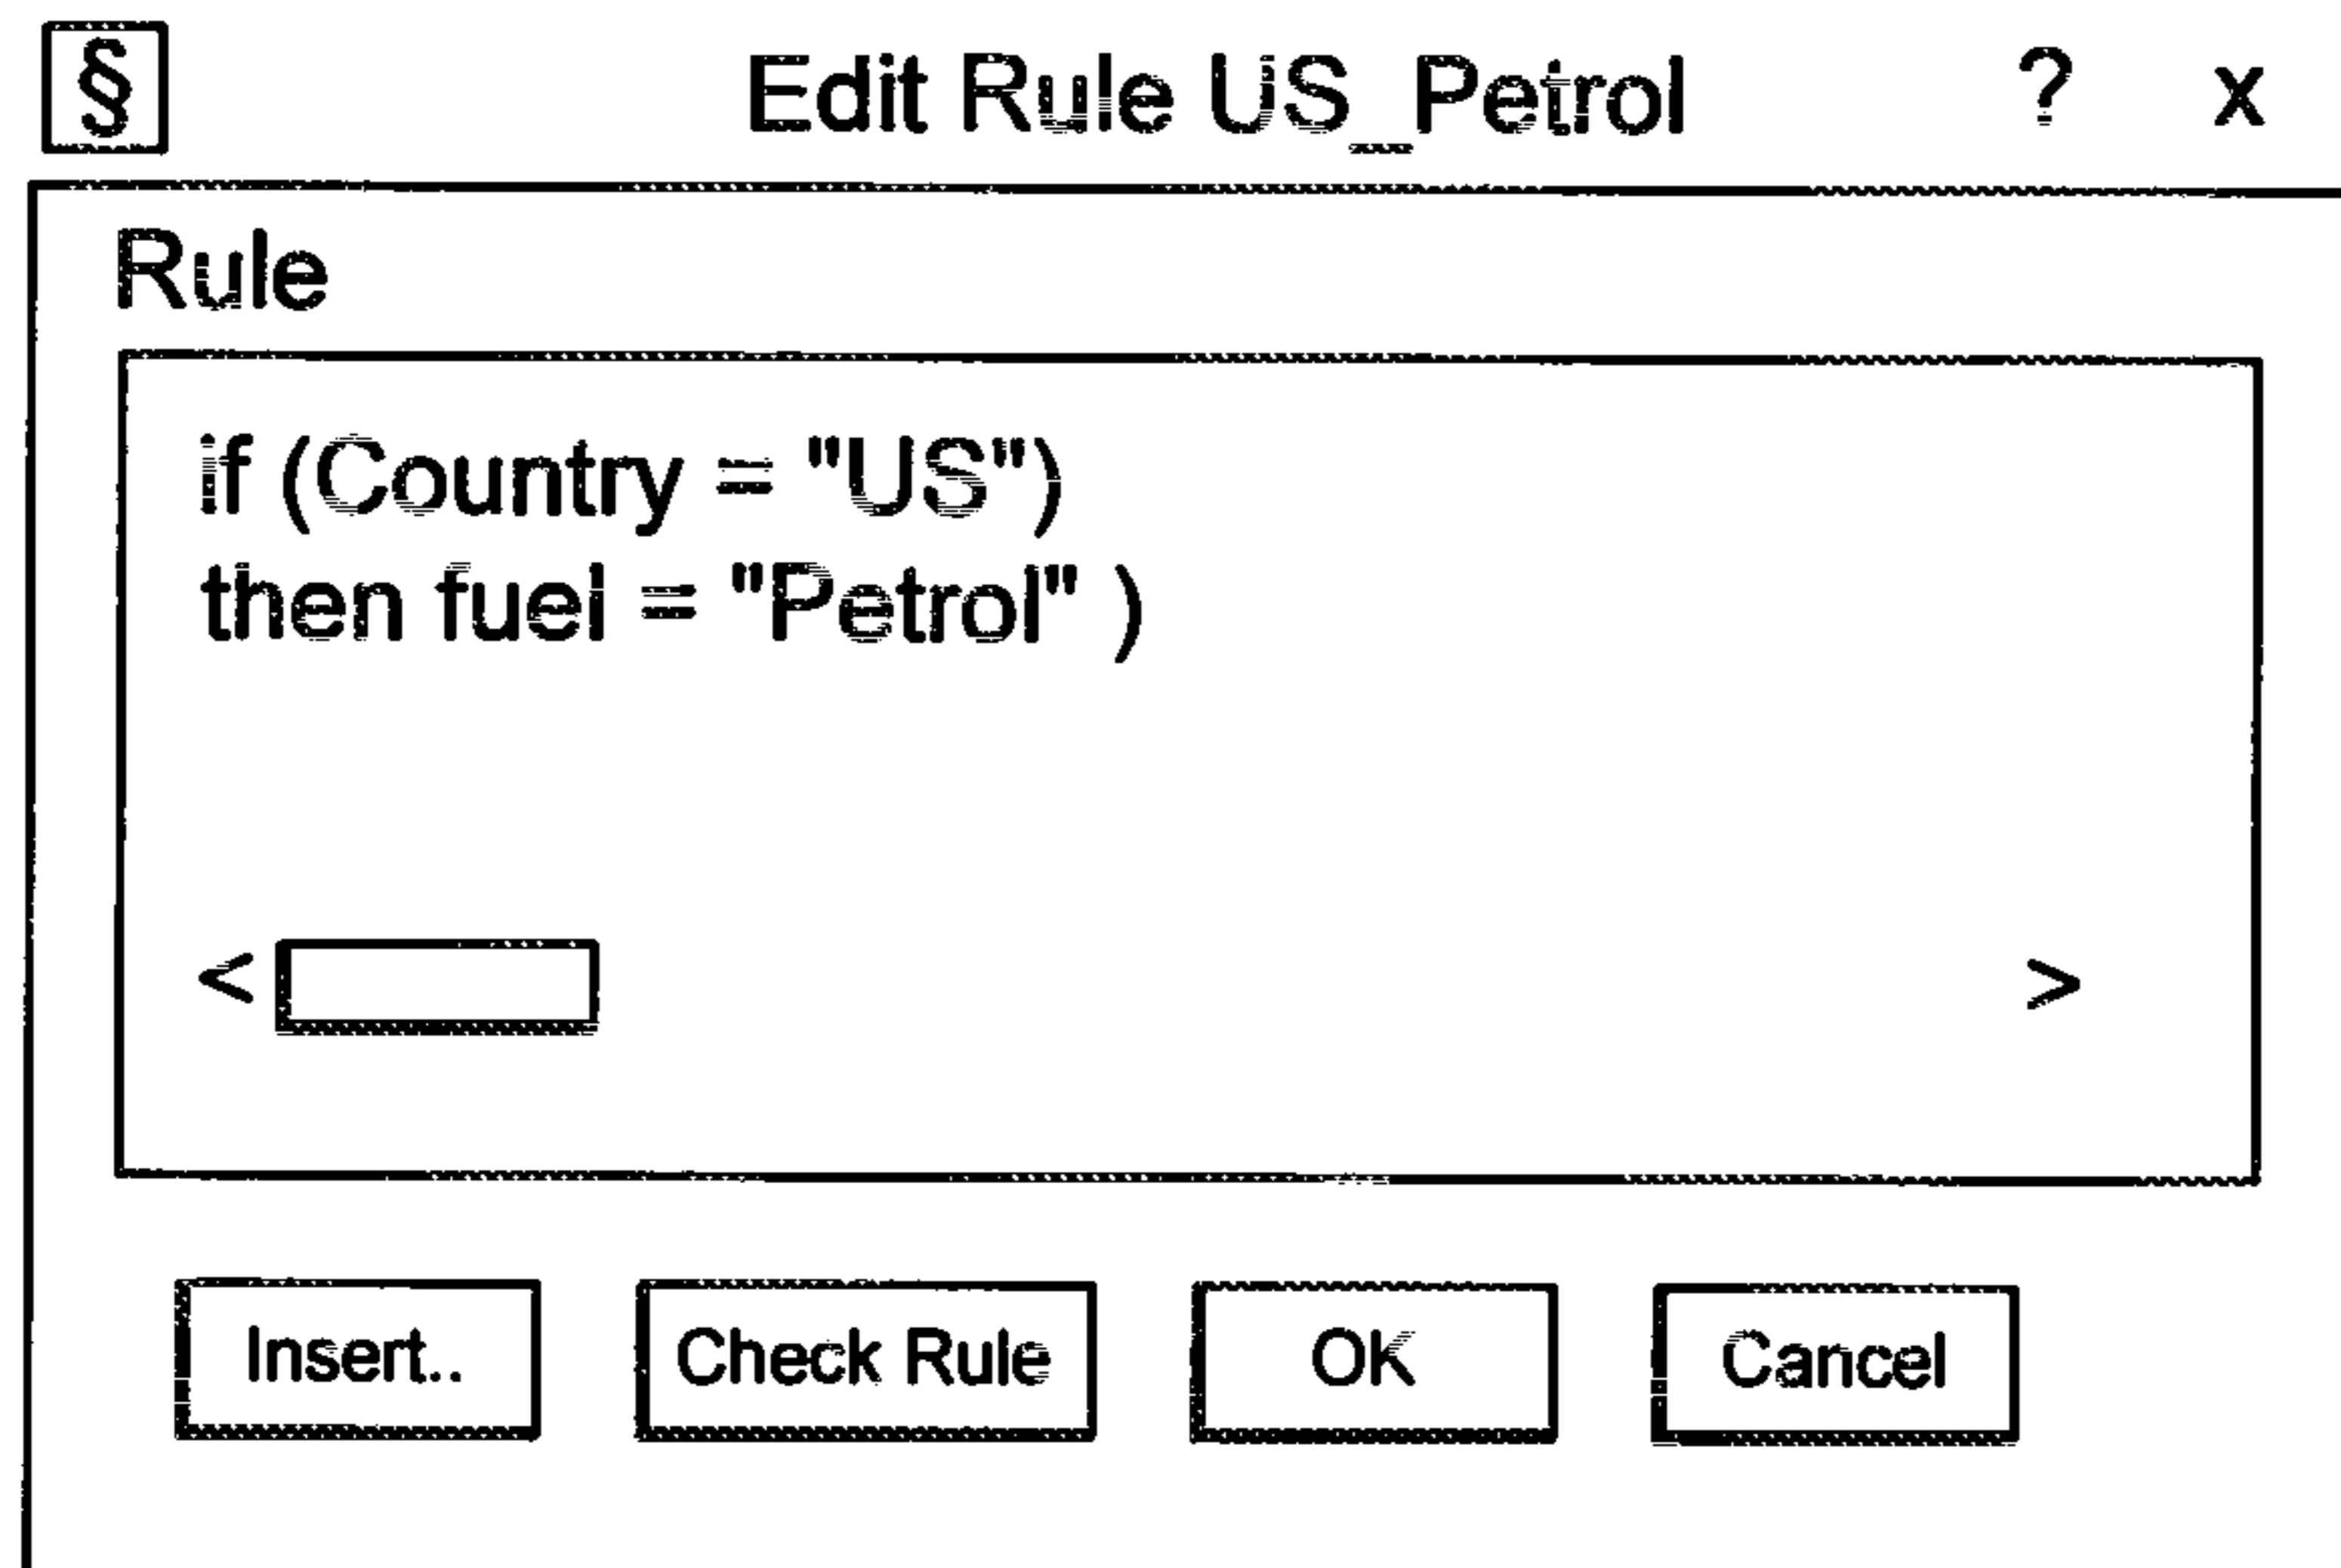 § Edit Rule US_Petrol ? x
Rule
if (Country = "US")
then fuel = "Petrol" )
< >
Insert.. Check Rule OK Cancel